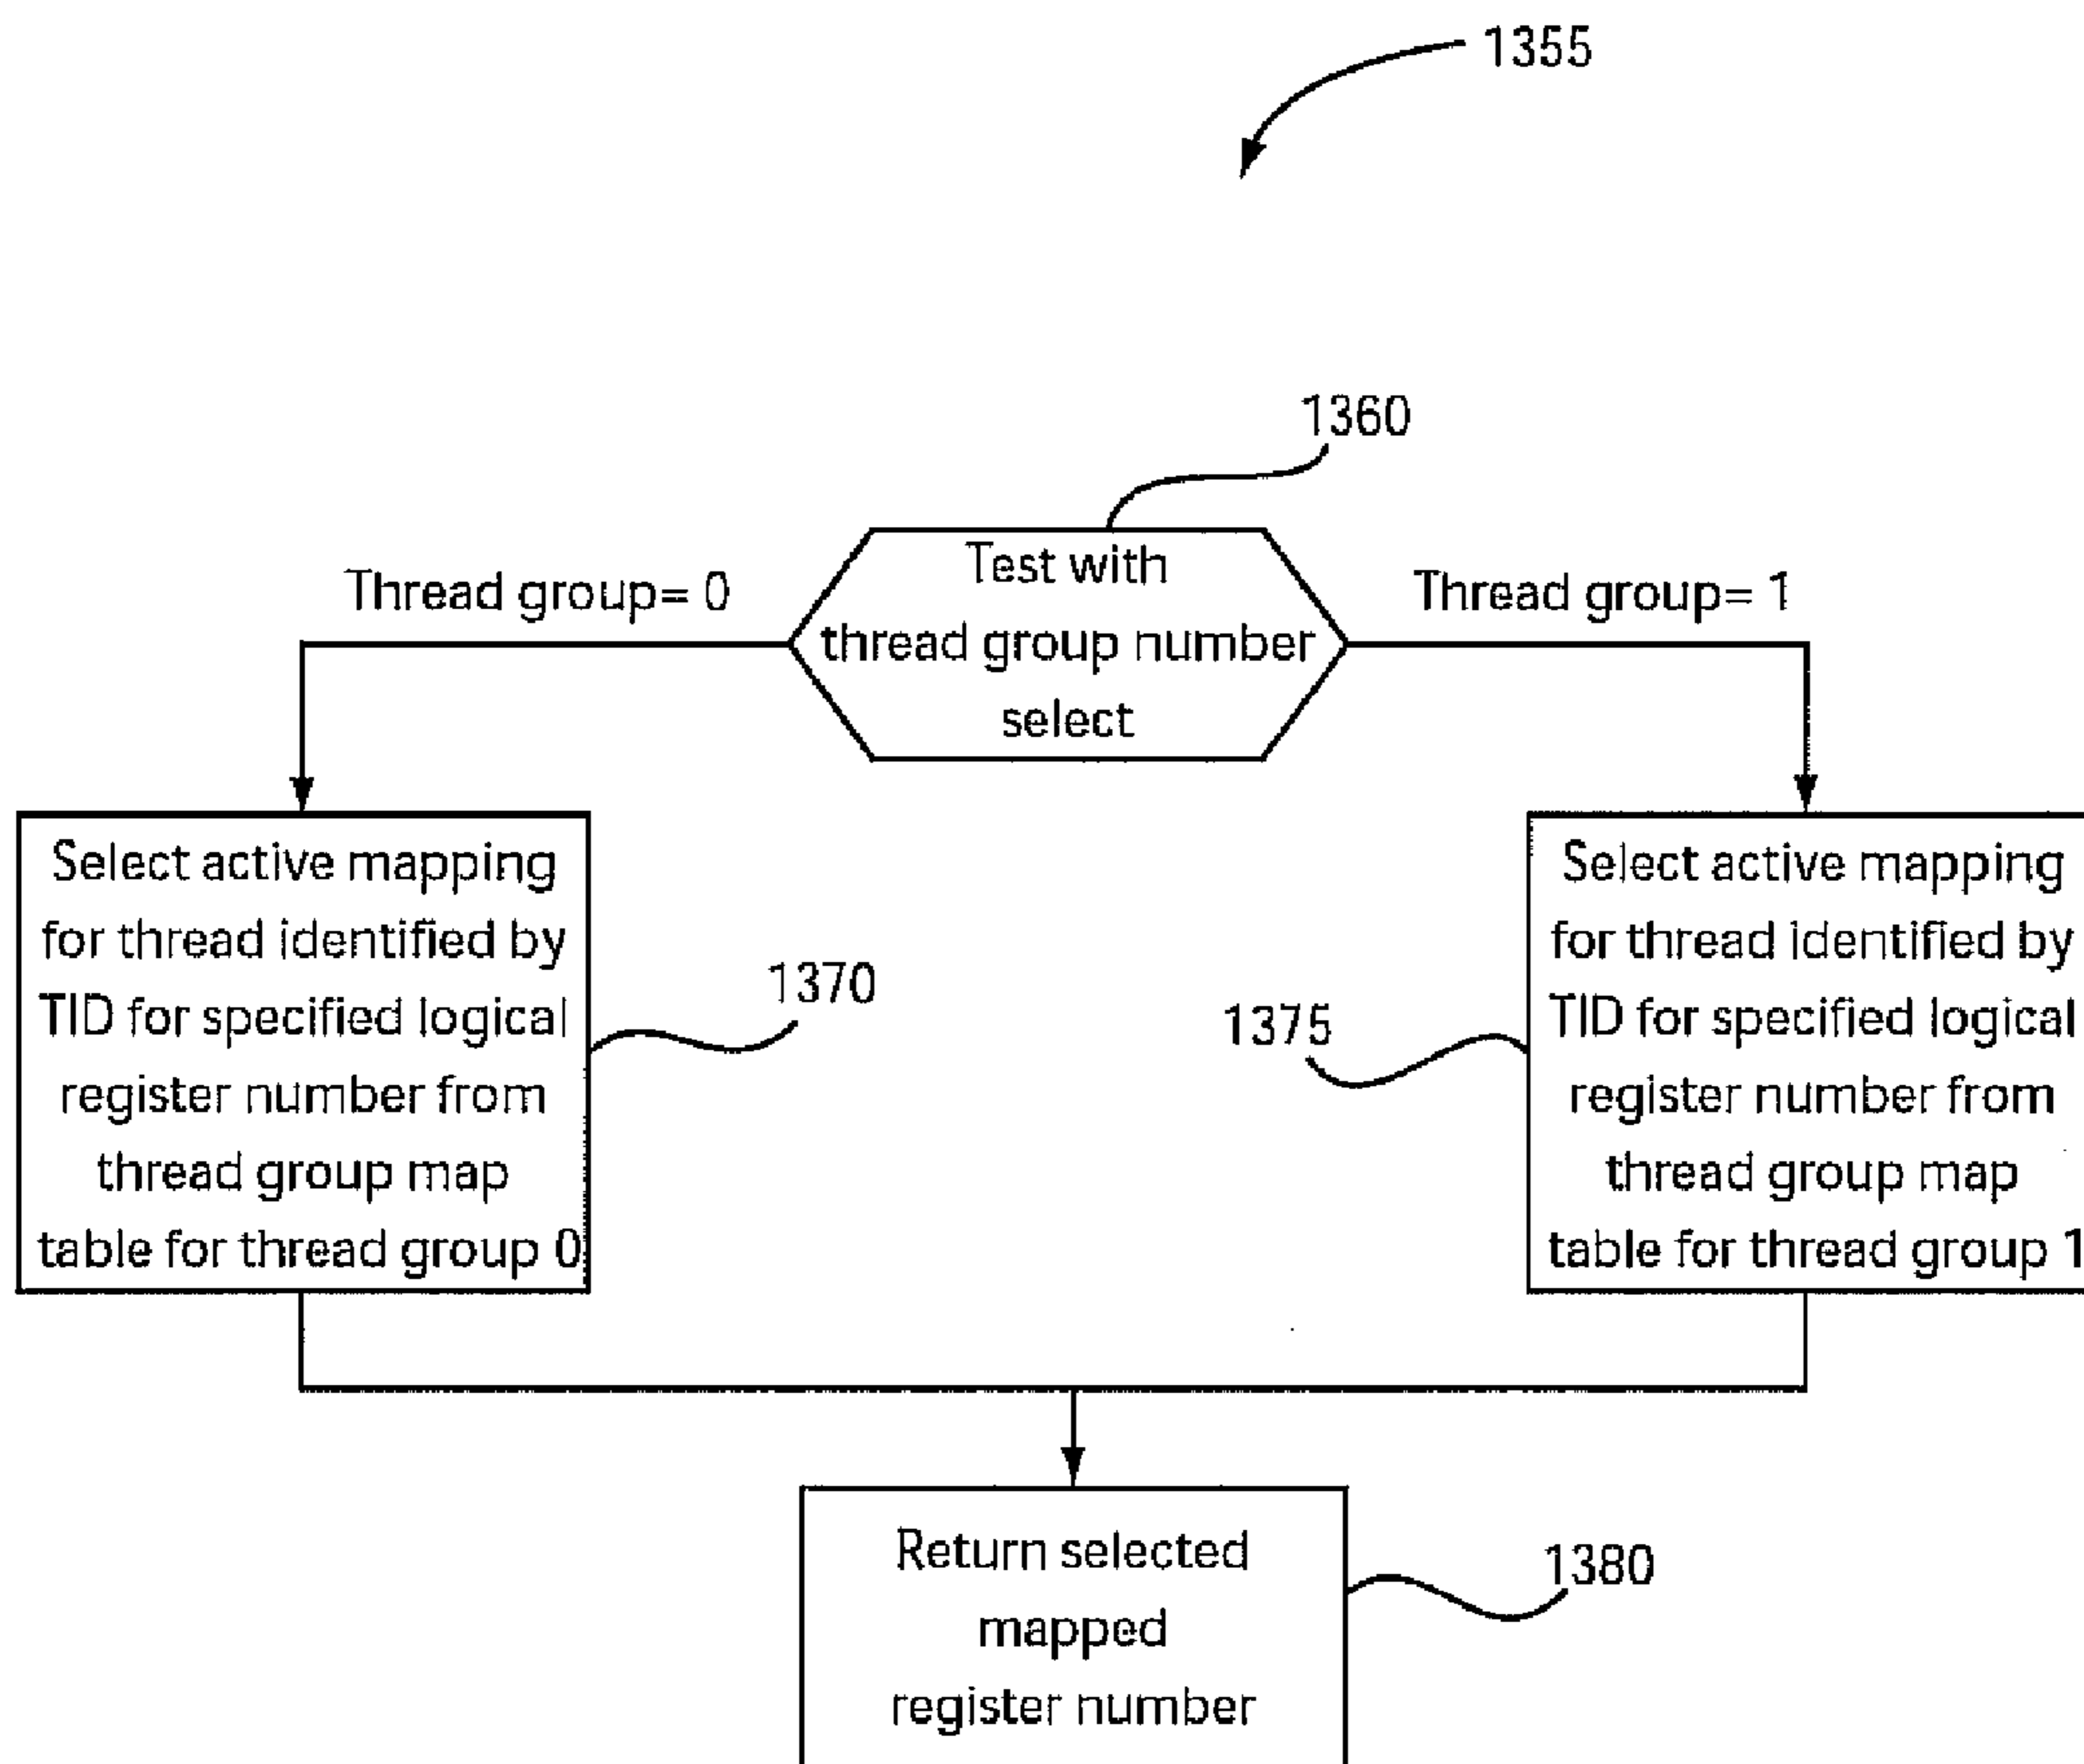 1355
1360
Test with
thread group number
select
Thread group= 0
Thread group= 1
Select active mapping
for thread identified by
TID for specified logical
register number from
thread group map
table for thread group 0
1370
1375
Select active mapping
for thread identified by
TID for specified logical
register number from
thread group map
table for thread group 1
Return selected
mapped
register number
1380